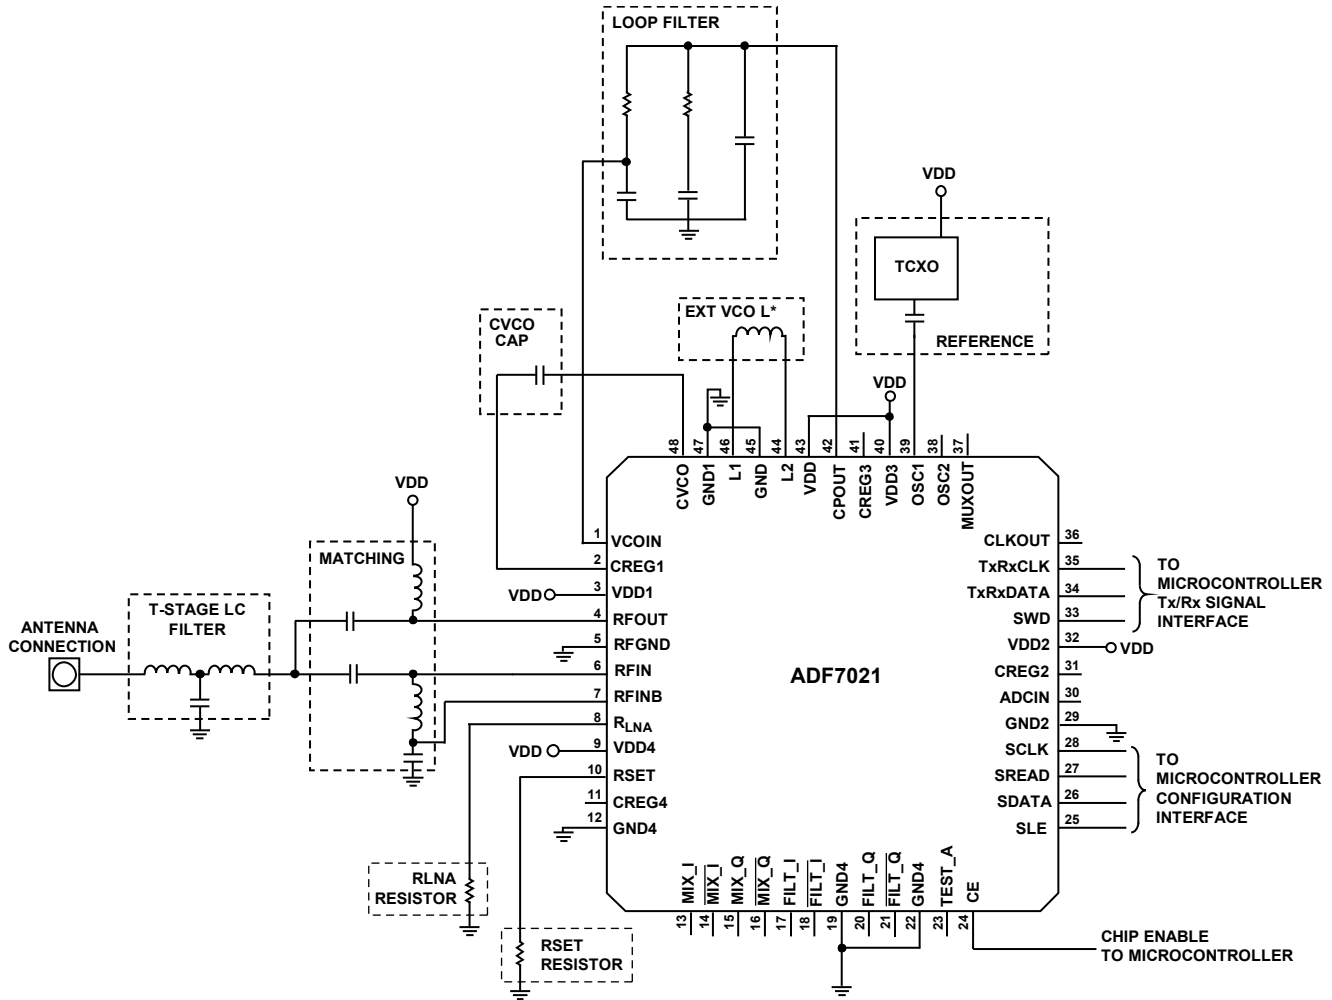 LOOP FILTER
VDD
TCXO
REFERENCE
EXT VCO L*
CVCO
CAP
VDD
48
47
46
45
44
43
42
41
40
39
38
37
CVCO
GND1
L1
GND
L2
VDD
CPOUT
CREG3
VDD3
OSC1
OSC2
MUXOUT
VDD
MATCHING
T-STAGE LC
FILTER
ANTENNA
CONNECTION
1 VCOIN
2 CREG1
VDD 3 VDD1
4 RFOUT
5 RFGND
6 RFIN
7 RFINB
8 RLNA
VDD 9 VDD4
10 RSET
11 CREG4
12 GND4
ADF7021
CLKOUT 36
TxRxCLK 35
TxRxDATA 34
SWD 33
VDD2 32 VDD
CREG2 31
ADCIN 30
GND2 29
SCLK 28
SREAD 27
SDATA 26
SLE 25
TO
MICROCONTROLLER
Tx/Rx SIGNAL
INTERFACE
TO
MICROCONTROLLER
CONFIGURATION
INTERFACE
MIX_I
MIX_I
MIX_Q
MIX_Q
FILT_I
FILT_I
GND4
FILT_Q
FILT_Q
GND4
TEST_A
CE
13
14
15
16
17
18
19
20
21
22
23
24
RLNA
RESISTOR
RSET
RESISTOR
CHIP ENABLE
TO MICROCONTROLLER